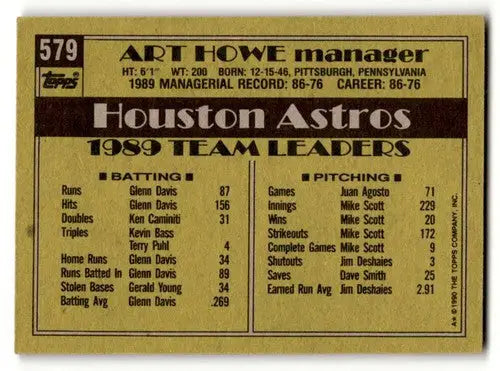 579
Topps
ART HOWE manager
HT: 6'1" WT: 200 BORN: 12-15-46, PITTSBURGH, PENNSYLVANIA
1989 MANAGERIAL RECORD: 86-76 CAREER: 86-76
Houston Astros
1989 TEAM LEADERS
BATTING
Runs Glenn Davis 87
Hits Glenn Davis 156
Doubles Ken Caminiti 31
Triples Kevin Bass
Terry Puhl 4
Home Runs Glenn Davis 34
Runs Batted In Glenn Davis 89
Stolen Bases Gerald Young 34
Batting Avg Glenn Davis .269
PITCHING
Games Juan Agosto 71
Innings Mike Scott 229
Wins Mike Scott 20
Strikeouts Mike Scott 172
Complete Games Mike Scott 9
Shutouts Jim Deshaies 3
Saves Dave Smith 25
Earned Run Avg Jim Deshaies 2.91
A* © 1990 THE TOPPS COMPANY, INC.